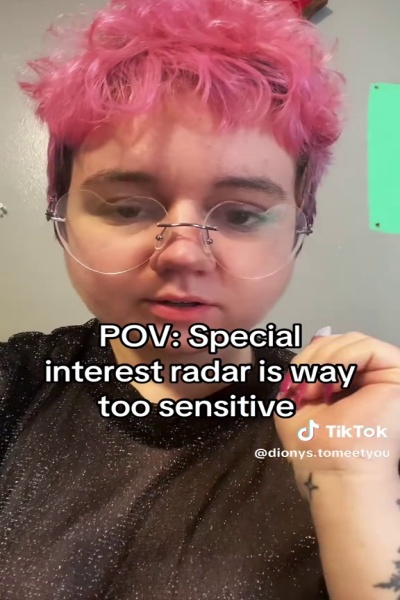 POV: Special
interest radar is way
too sensitive
TikTok
@dionys.tomeetyou